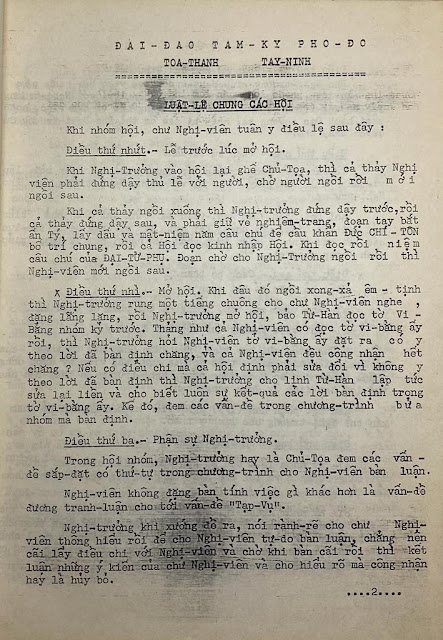 ĐẠI-ĐẠO TAM-KỲ PHỔ-ĐỘ
TOA-THANH TAY-NINH
LUẬT-LỆ CHUNG CÁC HỘI
Khi nhóm hội, chư Nghị-viên tuân y điều lệ sau đây :
Điều thứ nhứt.- Lễ trước lúc mở hội.
Khi Nghị-Trưởng vào hội lại ghế Chủ-Tọa, thì cả thảy Nghị
viên phải đứng dậy thủ lễ với người, chờ người ngồi rồi mới
ngồi sau.
Khi cả thảy ngồi xuống thì Nghị-trưởng đứng dậy trước,rồi
cả thảy đứng dậy sau, và phải giữ vẻ nghiêm-trang, đoạn tay bắt
ấn Tý, lấy dấu và mật-niệm năm câu chú để cầu khẩn Đức CHÍ - TÔN
bố trí chung, rồi cả Hội đọc kinh nhập Hội. Khi đọc rồi niệm
câu chú của ĐẠI-TỪ-PHỤ. Đoạn chờ Nghị-Trưởng ngồi rồi thì
Nghị-viên mới ngồi sau.
x Điều thứ nhì.- Mở hội. Khi đâu đó ngồi xong-xả êm - tịnh
thì Nghị-trưởng rung một tiếng chuông cho chư Nghị-viên nghe ,
đặng lẳng lặng, rồi Nghị-trưởng mở hội, bảo Từ-Hàn đọc tờ Vi -
Bằng nhóm kỳ trước. Thảng như cả Nghị-viên có đọc tờ vi-bằng ấy
rồi, thì Nghị-trưởng hỏi Nghị-viên tờ vi-bằng ấy đặt ra có y
theo lời đã bàn định chăng, và cả Nghị-viên đều công nhận hết
chăng ? Nếu có điều chi mà cả hội định phải sửa đổi vì không y
theo lời đã bàn định thì Nghị-trưởng cho lịnh Từ-Hàn lập tức
sửa lại liền và cho biết luôn sự kết-quả các lời bàn định trong
tờ vi-bằng ấy. Kế đó, đem các vấn-đề trong chương-trình bữa
nhóm mà bàn định.
Điều thứ ba.- Phận sự Nghị-trưởng.
Trong hội nhóm, Nghị-trưởng hay là Chủ-Tọa đem các vấn -
đề sắp-đặt có thứ-tự trong chương-trình cho Nghị-viên bàn luận.
Nghị-viên không đặng bàn tính việc gì khác hơn là vấn-đề
đương tranh-luận cho tới vấn-đề "Tạp-Vụ".
Nghị-trưởng khi xướng đề ra, nói rành-rẽ cho chư Nghị-
viên thông hiểu rồi để cho Nghị-viên tự-do bàn luận, chẳng nên
cãi lẫy điều chi với Nghị-viên và chờ khi bàn cãi rồi thì kết
luận những ý kiến của chư Nghị-viên và cho hiểu rõ mà công nhận
hay là hủy bỏ.
....2....